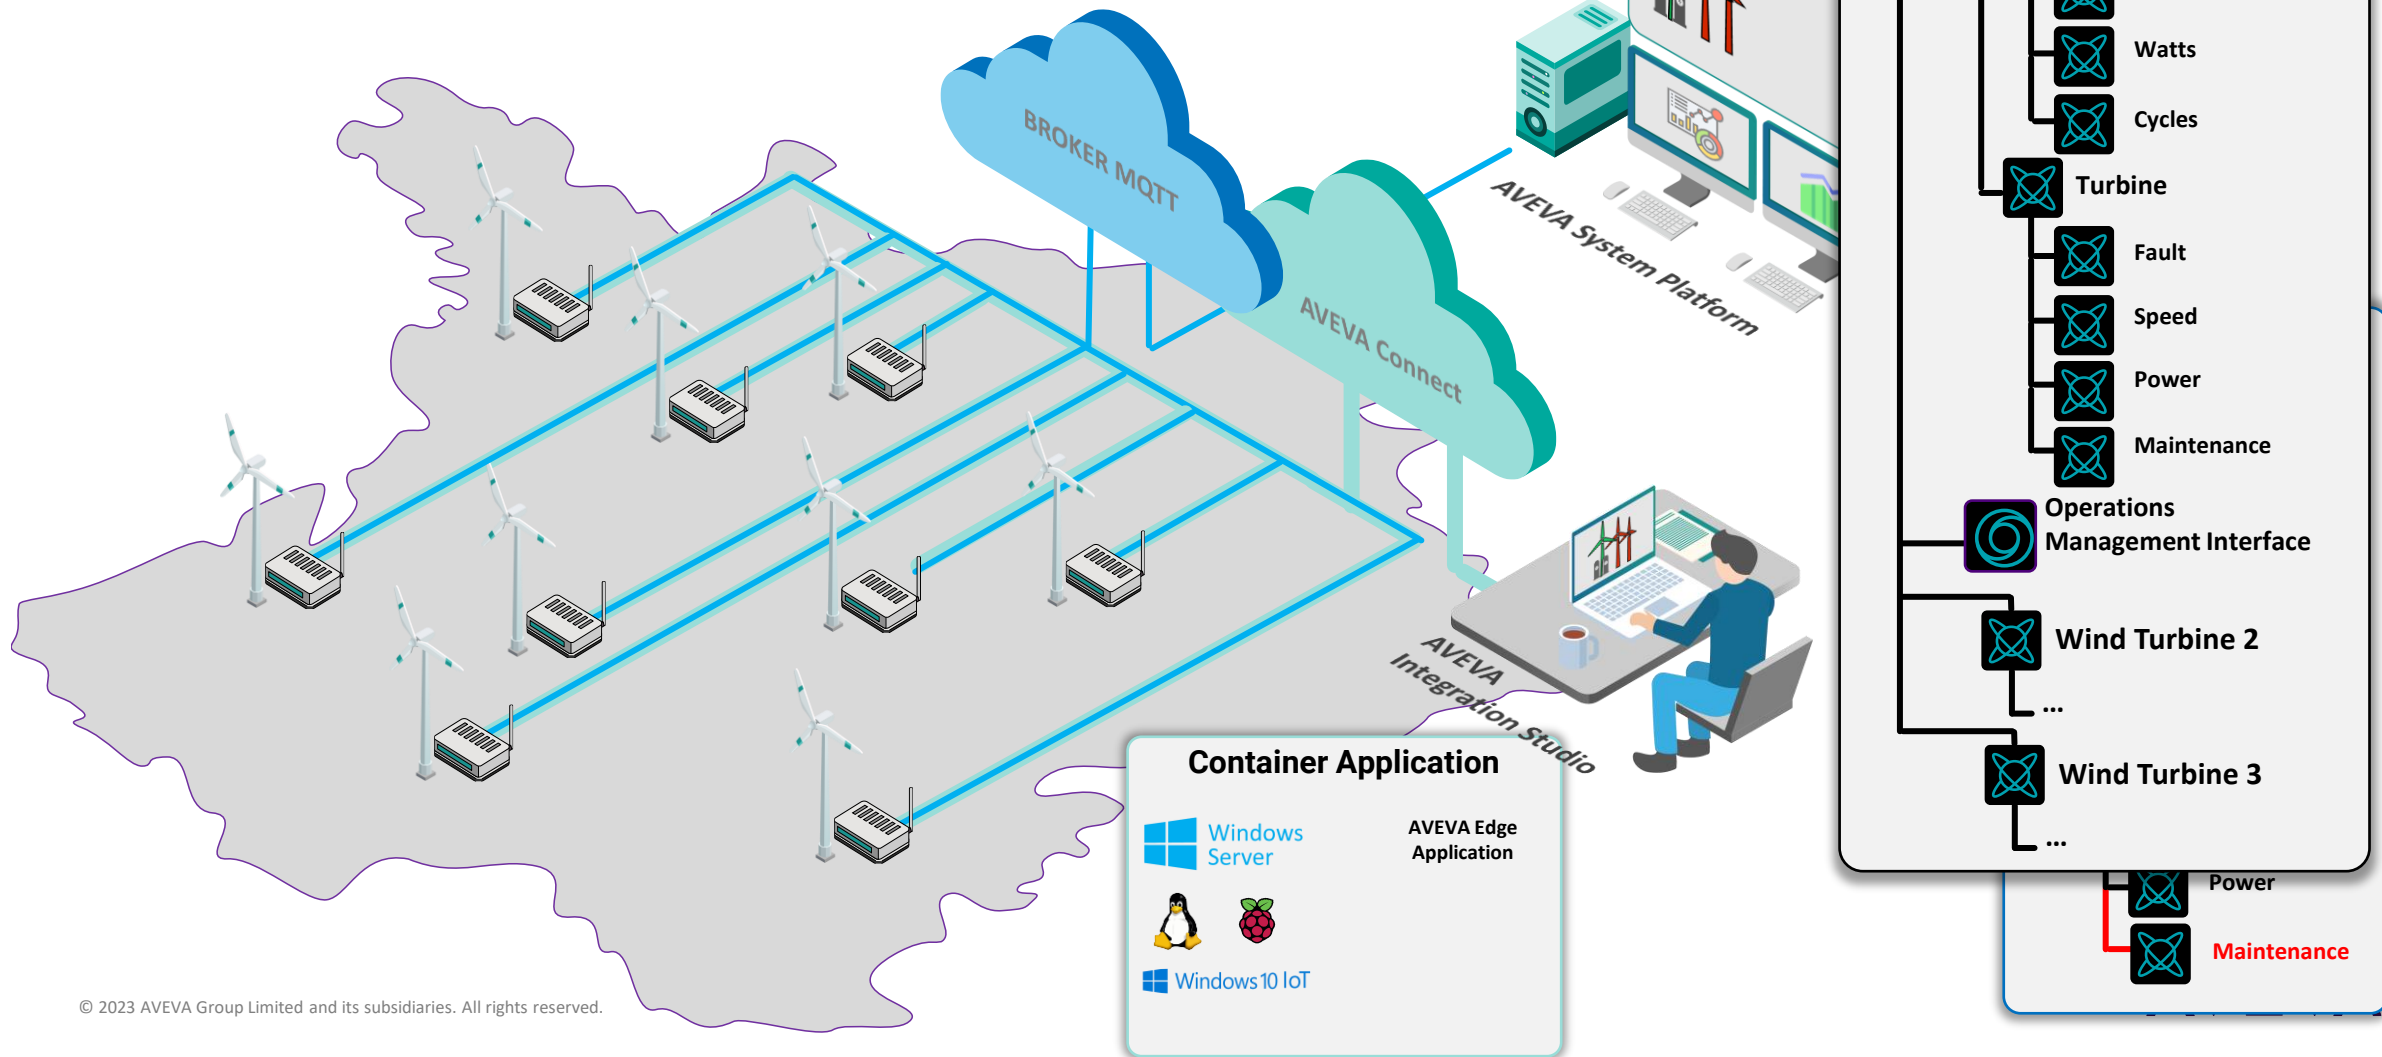 BROKER MQTT
AVEVA Connect
AVEVA System Platform
AVEVA
Integration Studio
Container Application
Windows
Server
AVEVA Edge
Application
Windows 10 IoT
Watts
Cycles
Turbine
Fault
Speed
Power
Maintenance
Operations
Management Interface
Wind Turbine 2
...
Wind Turbine 3
...
Power
Maintenance
© 2023 AVEVA Group Limited and its subsidiaries. All rights reserved.